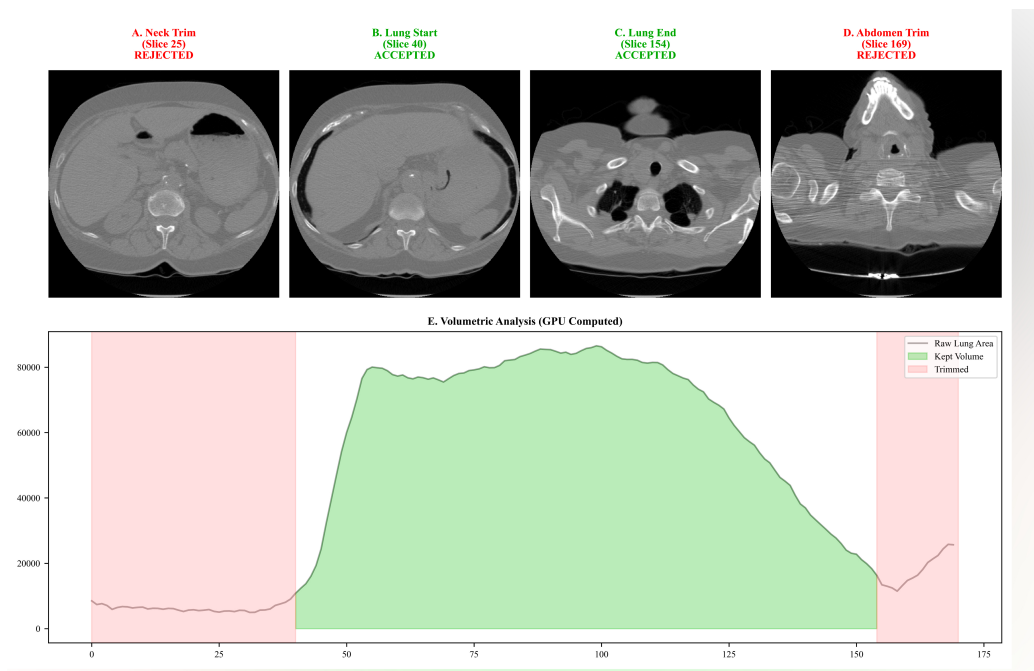 A. Neck Trim
(Slice 25)
REJECTED
B. Lung Start
(Slice 40)
ACCEPTED
C. Lung End
(Slice 154)
ACCEPTED
D. Abdomen Trim
(Slice 169)
REJECTED
E. Volumetric Analysis (GPU Computed)
Raw Lung Area
Kept Volume
Trimmed
80000
60000
40000
20000
0
0
25
50
75
100
125
150
175